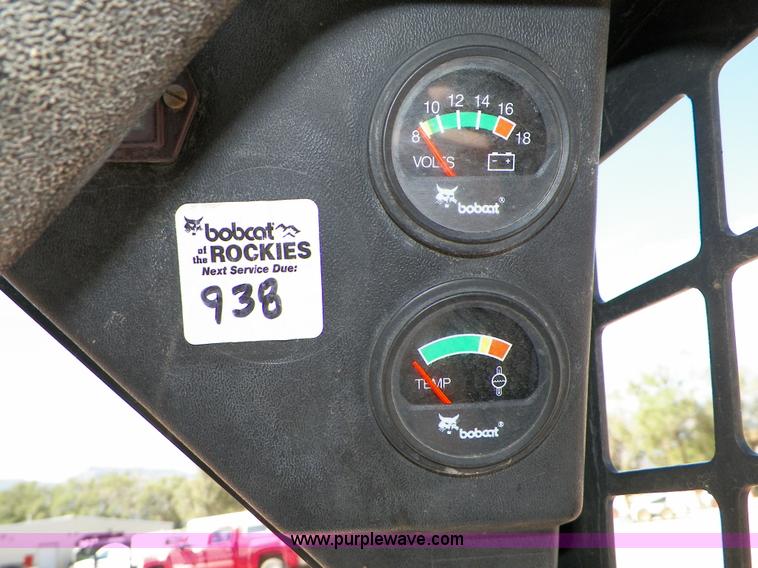 10 12 14 16
8 18
VOLTS
- +
bobcat®
bobcat
of the ROCKIES
Next Service Due:
938
TEMP
bobcat®
www.purplewave.com